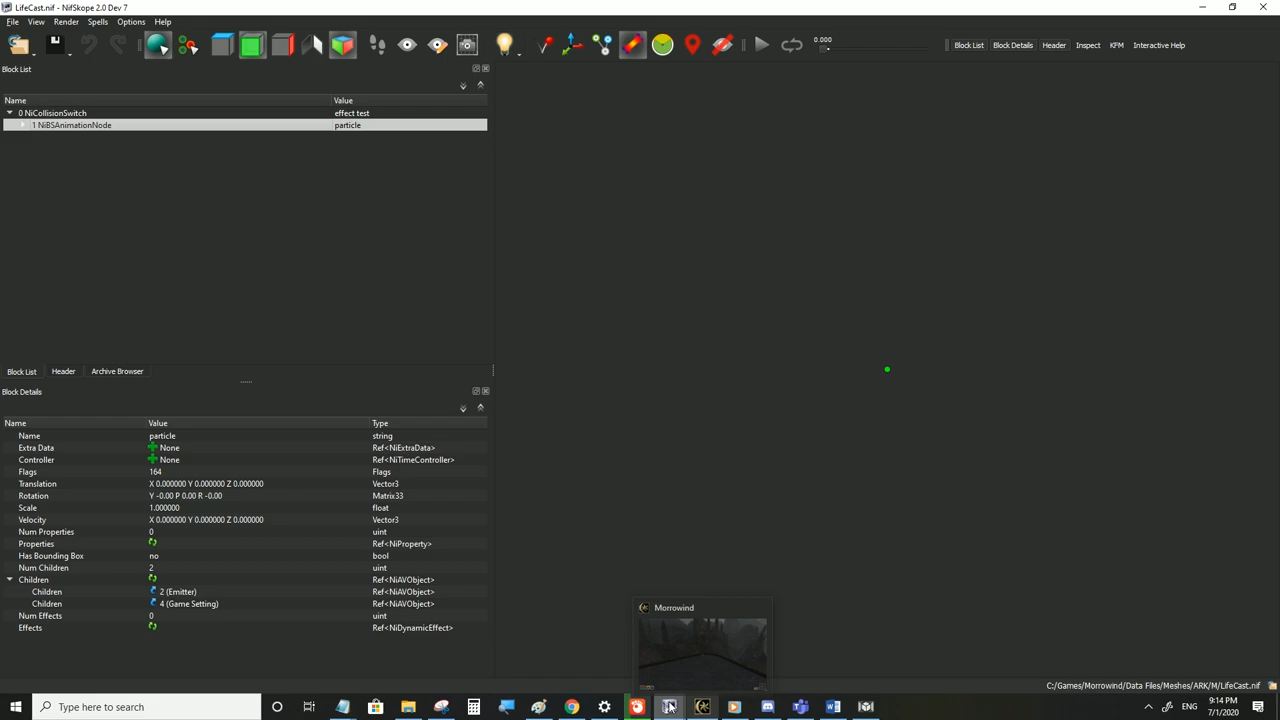 LifeCast.nif - NifSkope 2.0 Dev 7
File View Render Spells Options Help
0.000
Block List Block Details Header Inspect KFM Interactive Help
Block List
Name Value
0 NiCollisionSwitch effect test
1 NiBSAnimationNode particle
Block List Header Archive Browser
Block Details
Name Value Type
Name particle string
Extra Data None Ref<NiExtraData>
Controller None Ref<NiTimeController>
Flags 164 Flags
Translation X 0.000000 Y 0.000000 Z 0.000000 Vector3
Rotation Y -0.00 P 0.00 R -0.00 Matrix33
Scale 1.000000 float
Velocity X 0.000000 Y 0.000000 Z 0.000000 Vector3
Num Properties 0 uint
Properties Ref<NiProperty>
Has Bounding Box no bool
Num Children 2 uint
Children Ref<NiAVObject>
Children 2 (Emitter) Ref<NiAVObject>
Children 4 (Game Setting) Ref<NiAVObject>
Num Effects 0 uint
Effects Ref<NiDynamicEffect>
Morrowind
C:/Games/Morrowind/Data Files/Meshes/ARK/M/LifeCast.nif
Type here to search
ENG
9:14 PM
7/1/2020